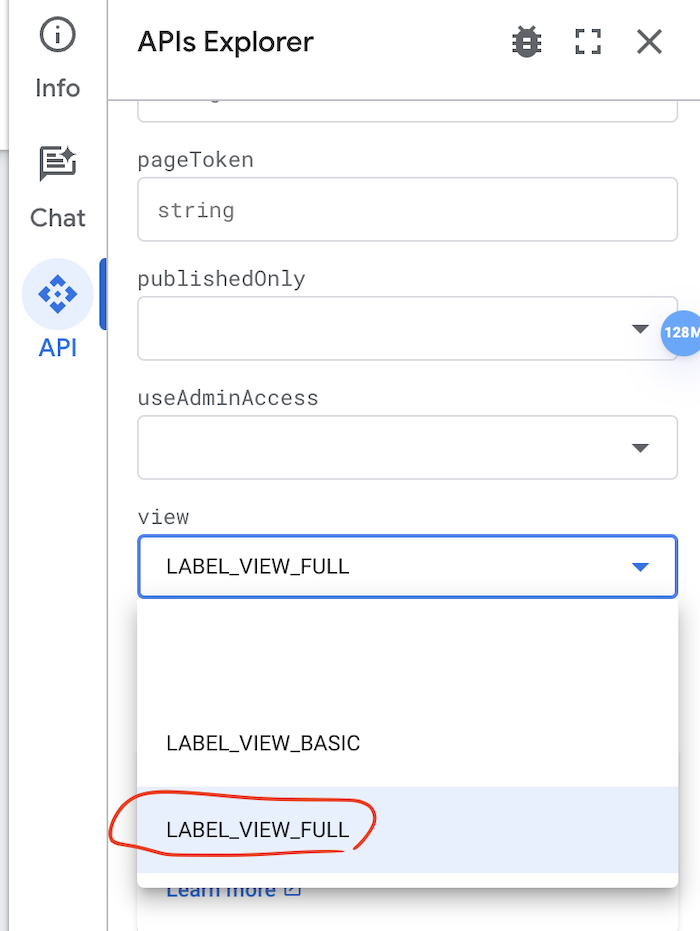 Info
Chat
API
APIs Explorer
pageToken
string
publishedOnly
128M
useAdminAccess
view
LABEL_VIEW_FULL
LABEL_VIEW_BASIC
LABEL_VIEW_FULL
Learn more